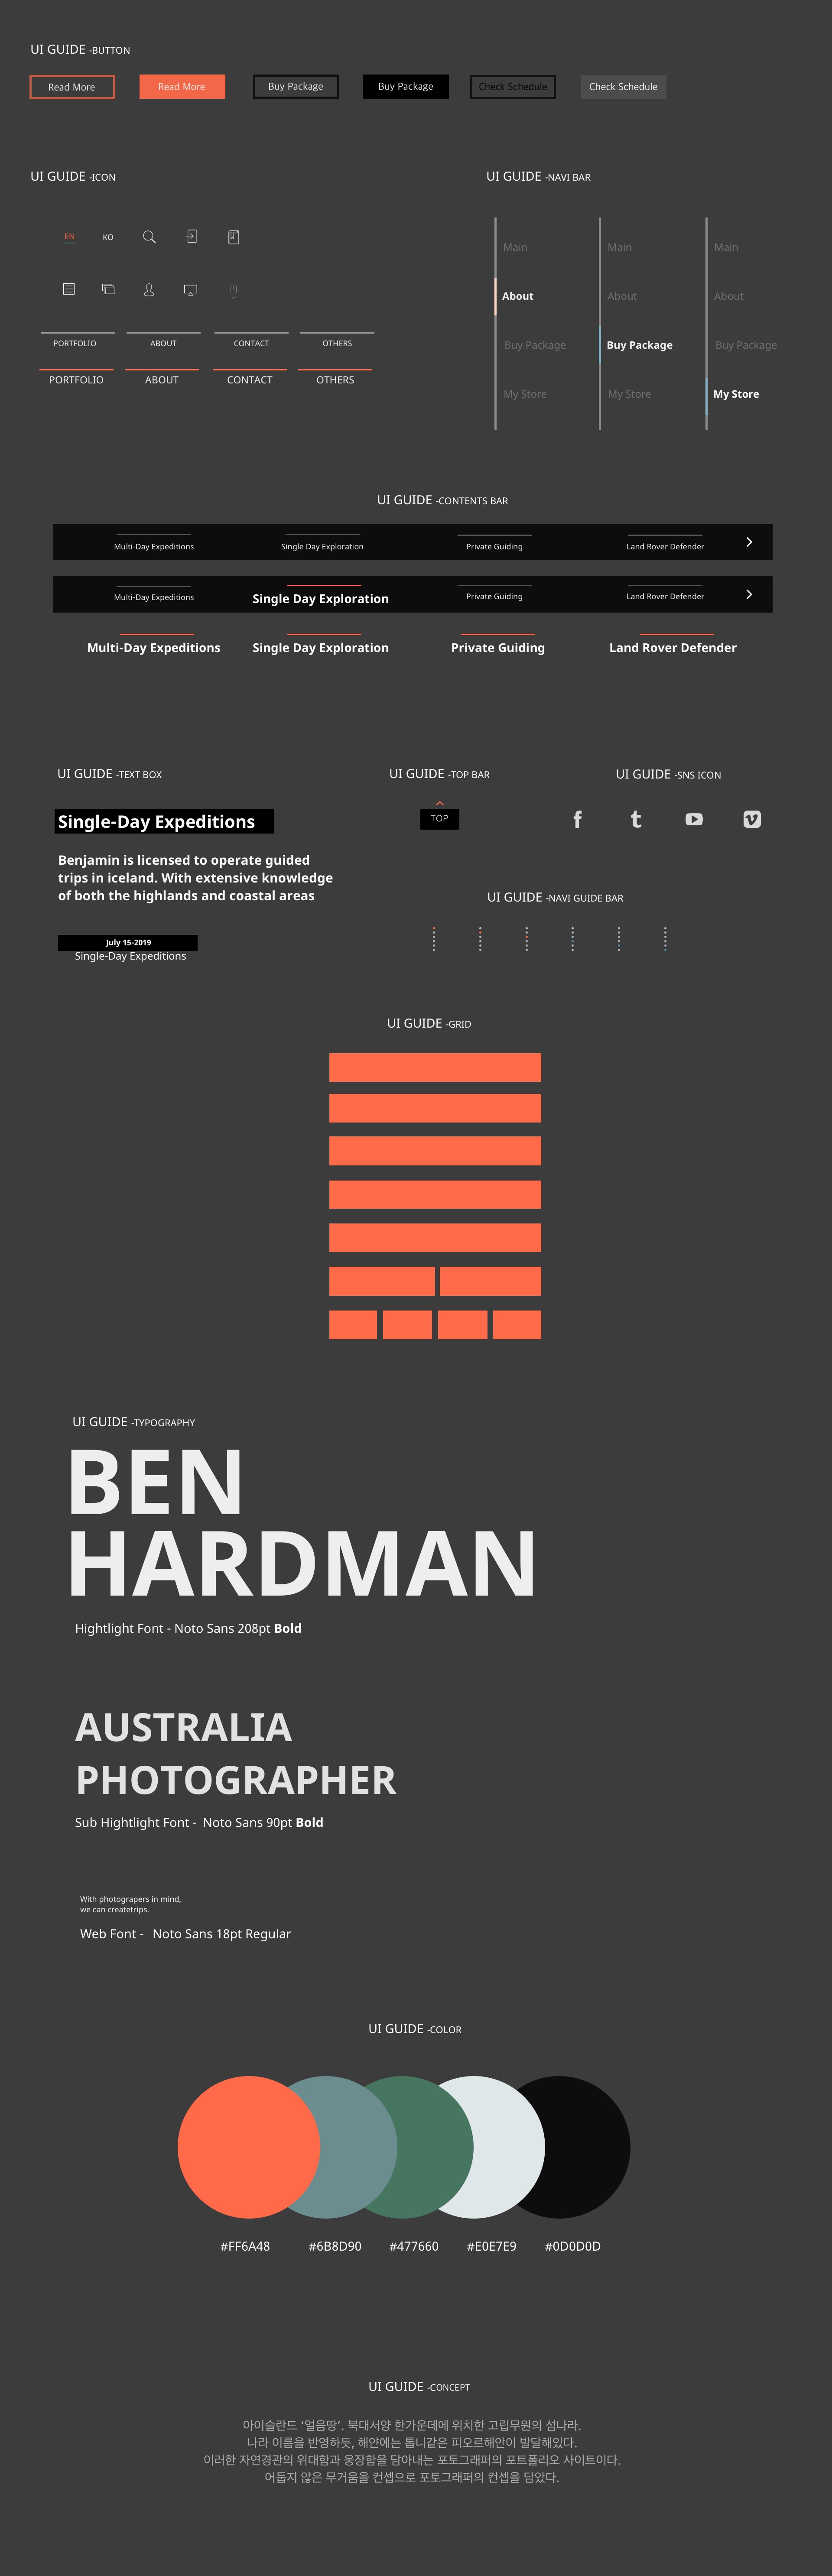 UI GUIDE -BUTTON
Read More
Read More
Buy Package
Buy Package
Check Schedule
Check Schedule
UI GUIDE -ICON
EN
KO
PORTFOLIO
ABOUT
CONTACT
OTHERS
PORTFOLIO
ABOUT
CONTACT
OTHERS
UI GUIDE -NAVI BAR
Main
About
Buy Package
My Store
Main
About
Buy Package
My Store
Main
About
Buy Package
My Store
UI GUIDE -CONTENTS BAR
Multi-Day Expeditions
Single Day Exploration
Private Guiding
Land Rover Defender
Multi-Day Expeditions
Single Day Exploration
Private Guiding
Land Rover Defender
Multi-Day Expeditions
Single Day Exploration
Private Guiding
Land Rover Defender
UI GUIDE -TEXT BOX
Single-Day Expeditions
Benjamin is licensed to operate guided
trips in iceland. With extensive knowledge
of both the highlands and coastal areas
July 15-2019
Single-Day Expeditions
UI GUIDE -TOP BAR
TOP
UI GUIDE -SNS ICON
UI GUIDE -NAVI GUIDE BAR
UI GUIDE -GRID
UI GUIDE -TYPOGRAPHY
BEN
HARDMAN
Hightlight Font - Noto Sans 208pt Bold
AUSTRALIA
PHOTOGRAPHER
Sub Hightlight Font - Noto Sans 90pt Bold
With photograpers in mind,
we can createtrips.
Web Font - Noto Sans 18pt Regular
UI GUIDE -COLOR
#FF6A48
#6B8D90
#477660
#E0E7E9
#0D0D0D
UI GUIDE -CONCEPT
아이슬란드 ‘얼음땅’. 북대서양 한가운데에 위치한 고립무원의 섬나라.
나라 이름을 반영하듯, 해안에는 톱니같은 피오르해안이 발달해있다.
이러한 자연경관의 위대함과 웅장함을 담아내는 포토그래퍼의 포트폴리오 사이트이다.
어둡지 않은 무거움을 컨셉으로 포토그래퍼의 컨셉을 담았다.